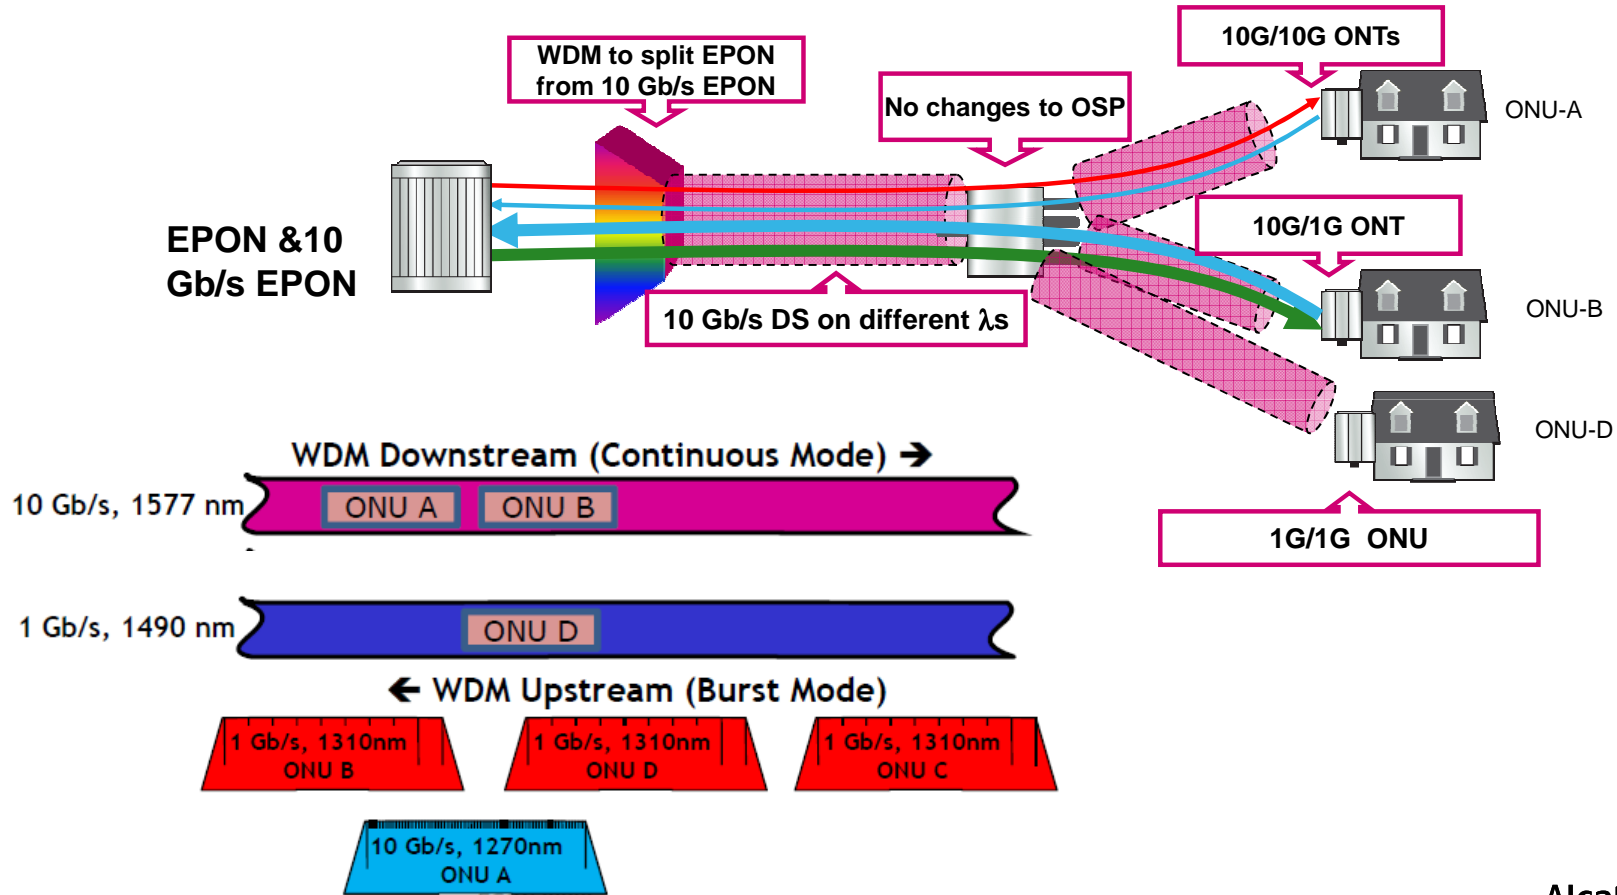 WDM to split EPON
from 10 Gb/s EPON
10G/10G ONTs
No changes to OSP
ONU-A
10G/1G ONT
EPON &10
Gb/s EPON
10 Gb/s DS on different λs
ONU-B
ONU-D
1G/1G  ONU
WDM Downstream (Continuous Mode) →
10 Gb/s, 1577 nm
ONU A
ONU B
1 Gb/s, 1490 nm
ONU D
← WDM Upstream (Burst Mode)
1 Gb/s, 1310nm
ONU B
1 Gb/s, 1310nm
ONU D
1 Gb/s, 1310nm
ONU C
10 Gb/s, 1270nm
ONU A